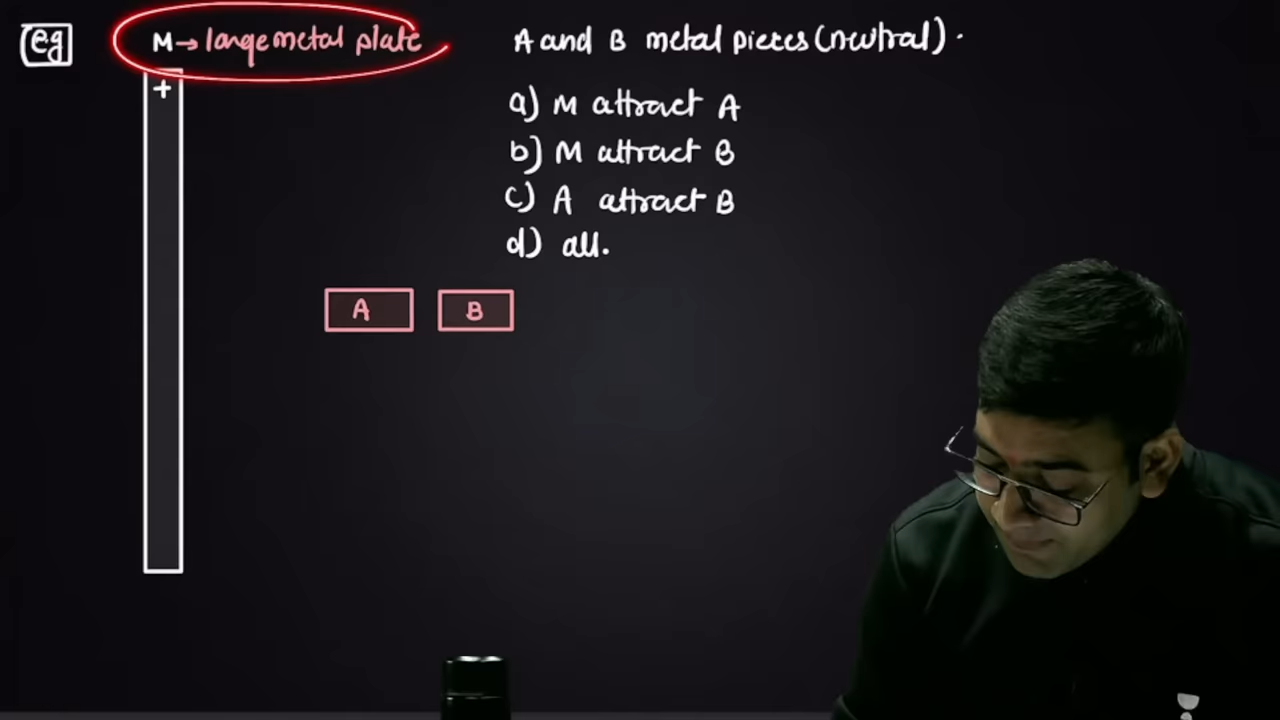 eg
M → large metal plate
+
A and B metal pieces (neutral).
a) M attract A
b) M attract B
c) A attract B
d) all.
A B